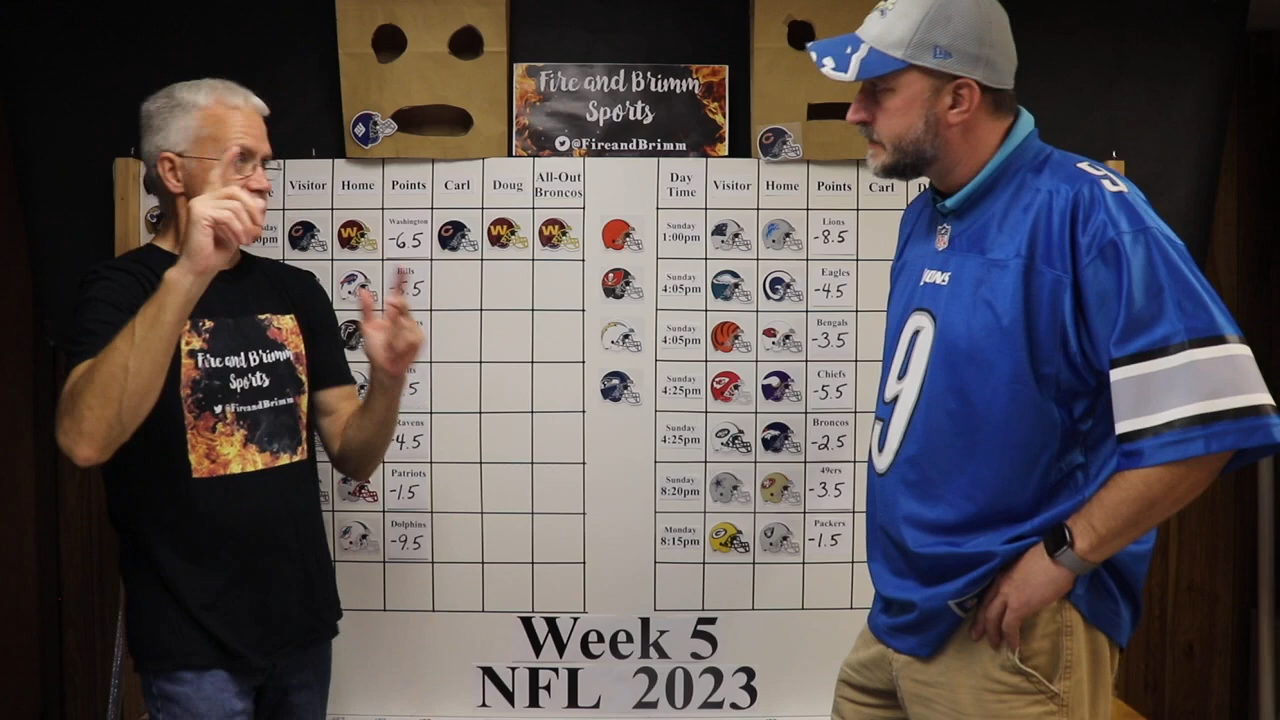 Fire and Brimm
Sports
@FireandBrimm
Visitor Home Points Carl Doug All-Out Broncos
Washington
-6.5
Bills
5.5
Ravens
-4.5
Patriots
-1.5
Dolphins
-9.5
Day Time Visitor Home Points Carl
Sunday 1:00pm Lions -8.5
Sunday 4:05pm Eagles -4.5
Sunday 4:05pm Bengals -3.5
Sunday 4:25pm Chiefs -5.5
Sunday 4:25pm Broncos -2.5
Sunday 8:20pm 49ers -3.5
Monday 8:15pm Packers -1.5
Week 5
NFL 2023
Fire and Brimm
Sports
@FireandBrimm
LIONS
9
9